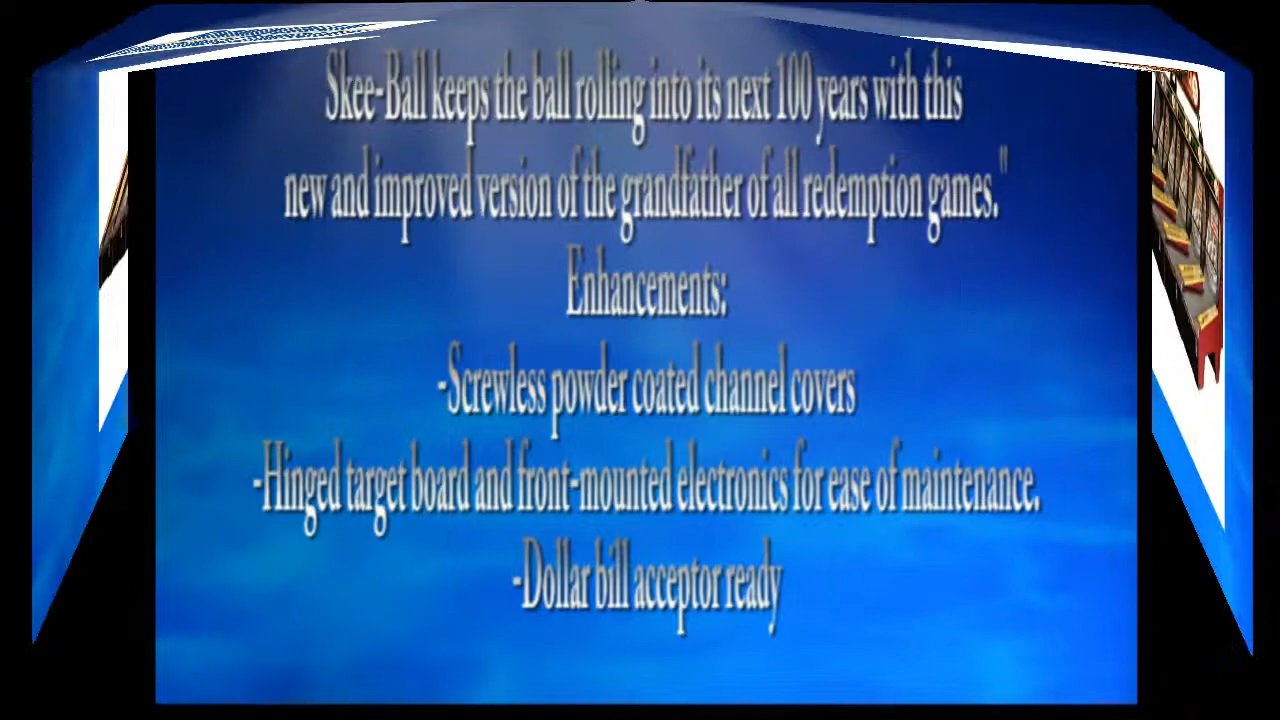 Skee-Ball keeps the ball rolling into its next 100 years with this
new and improved version of the grandfather of all redemption games."
Enhancements:
-Screwless powder coated channel covers
-Hinged target board and front-mounted electronics for ease of maintenance.
-Dollar bill acceptor ready